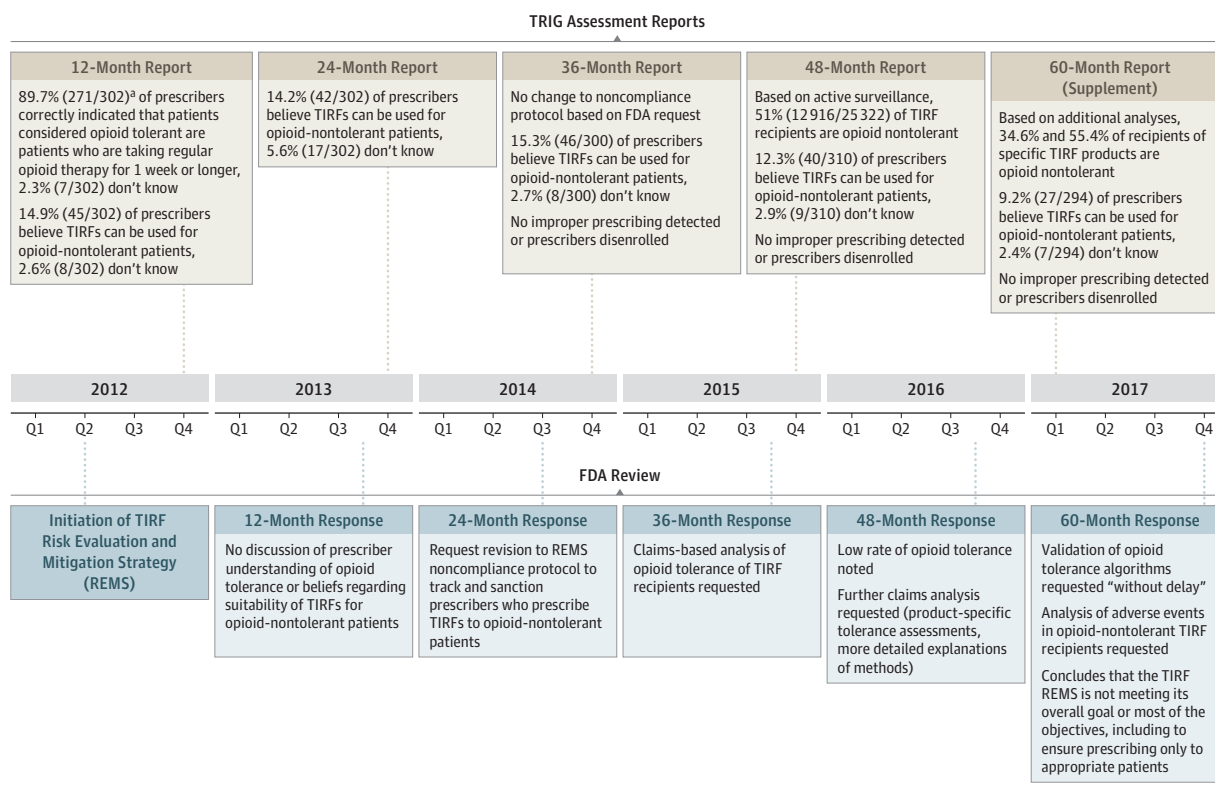 TRIG Assessment Reports
12-Month Report
89.7% (271/302)a of prescribers
correctly indicated that patients
considered opioid tolerant are
patients who are taking regular
opioid therapy for 1 week or longer,
2.3% (7/302) don’t know
14.9% (45/302) of prescribers
believe TIRFs can be used for
opioid-nontolerant patients,
2.6% (8/302) don’t know
24-Month Report
14.2% (42/302) of prescribers
believe TIRFs can be used for
opioid-nontolerant patients,
5.6% (17/302) don’t know
36-Month Report
No change to noncompliance
protocol based on FDA request
15.3% (46/300) of prescribers
believe TIRFs can be used for
opioid-nontolerant patients,
2.7% (8/300) don’t know
No improper prescribing detected
or prescribers disenrolled
48-Month Report
Based on active surveillance,
51% (12 916/25 322) of TIRF
recipients are opioid nontolerant
12.3% (40/310) of prescribers
believe TIRFs can be used for
opioid-nontolerant patients,
2.9% (9/310) don’t know
No improper prescribing detected
or prescribers disenrolled
60-Month Report
(Supplement)
Based on additional analyses,
34.6% and 55.4% of recipients of
specific TIRF products are
opioid nontolerant
9.2% (27/294) of prescribers
believe TIRFs can be used for
opioid-nontolerant patients,
2.4% (7/294) don’t know
No improper prescribing detected
or prescribers disenrolled
2012 2013 2014 2015 2016 2017
Q1 Q2 Q3 Q4 Q1 Q2 Q3 Q4 Q1 Q2 Q3 Q4 Q1 Q2 Q3 Q4 Q1 Q2 Q3 Q4 Q1 Q2 Q3 Q4
FDA Review
Initiation of TIRF
Risk Evaluation and
Mitigation Strategy
(REMS)
12-Month Response
No discussion of prescriber
understanding of opioid
tolerance or beliefs regarding
suitability of TIRFs for
opioid-nontolerant patients
24-Month Response
Request revision to REMS
noncompliance protocol to
track and sanction
prescribers who prescribe
TIRFs to opioid-nontolerant
patients
36-Month Response
Claims-based analysis of
opioid tolerance of TIRF
recipients requested
48-Month Response
Low rate of opioid tolerance
noted
Further claims analysis
requested (product-specific
tolerance assessments,
more detailed explanations
of methods)
60-Month Response
Validation of opioid
tolerance algorithms
requested “without delay”
Analysis of adverse events
in opioid-nontolerant TIRF
recipients requested
Concludes that the TIRF
REMS is not meeting its
overall goal or most of the
objectives, including to
ensure prescribing only to
appropriate patients